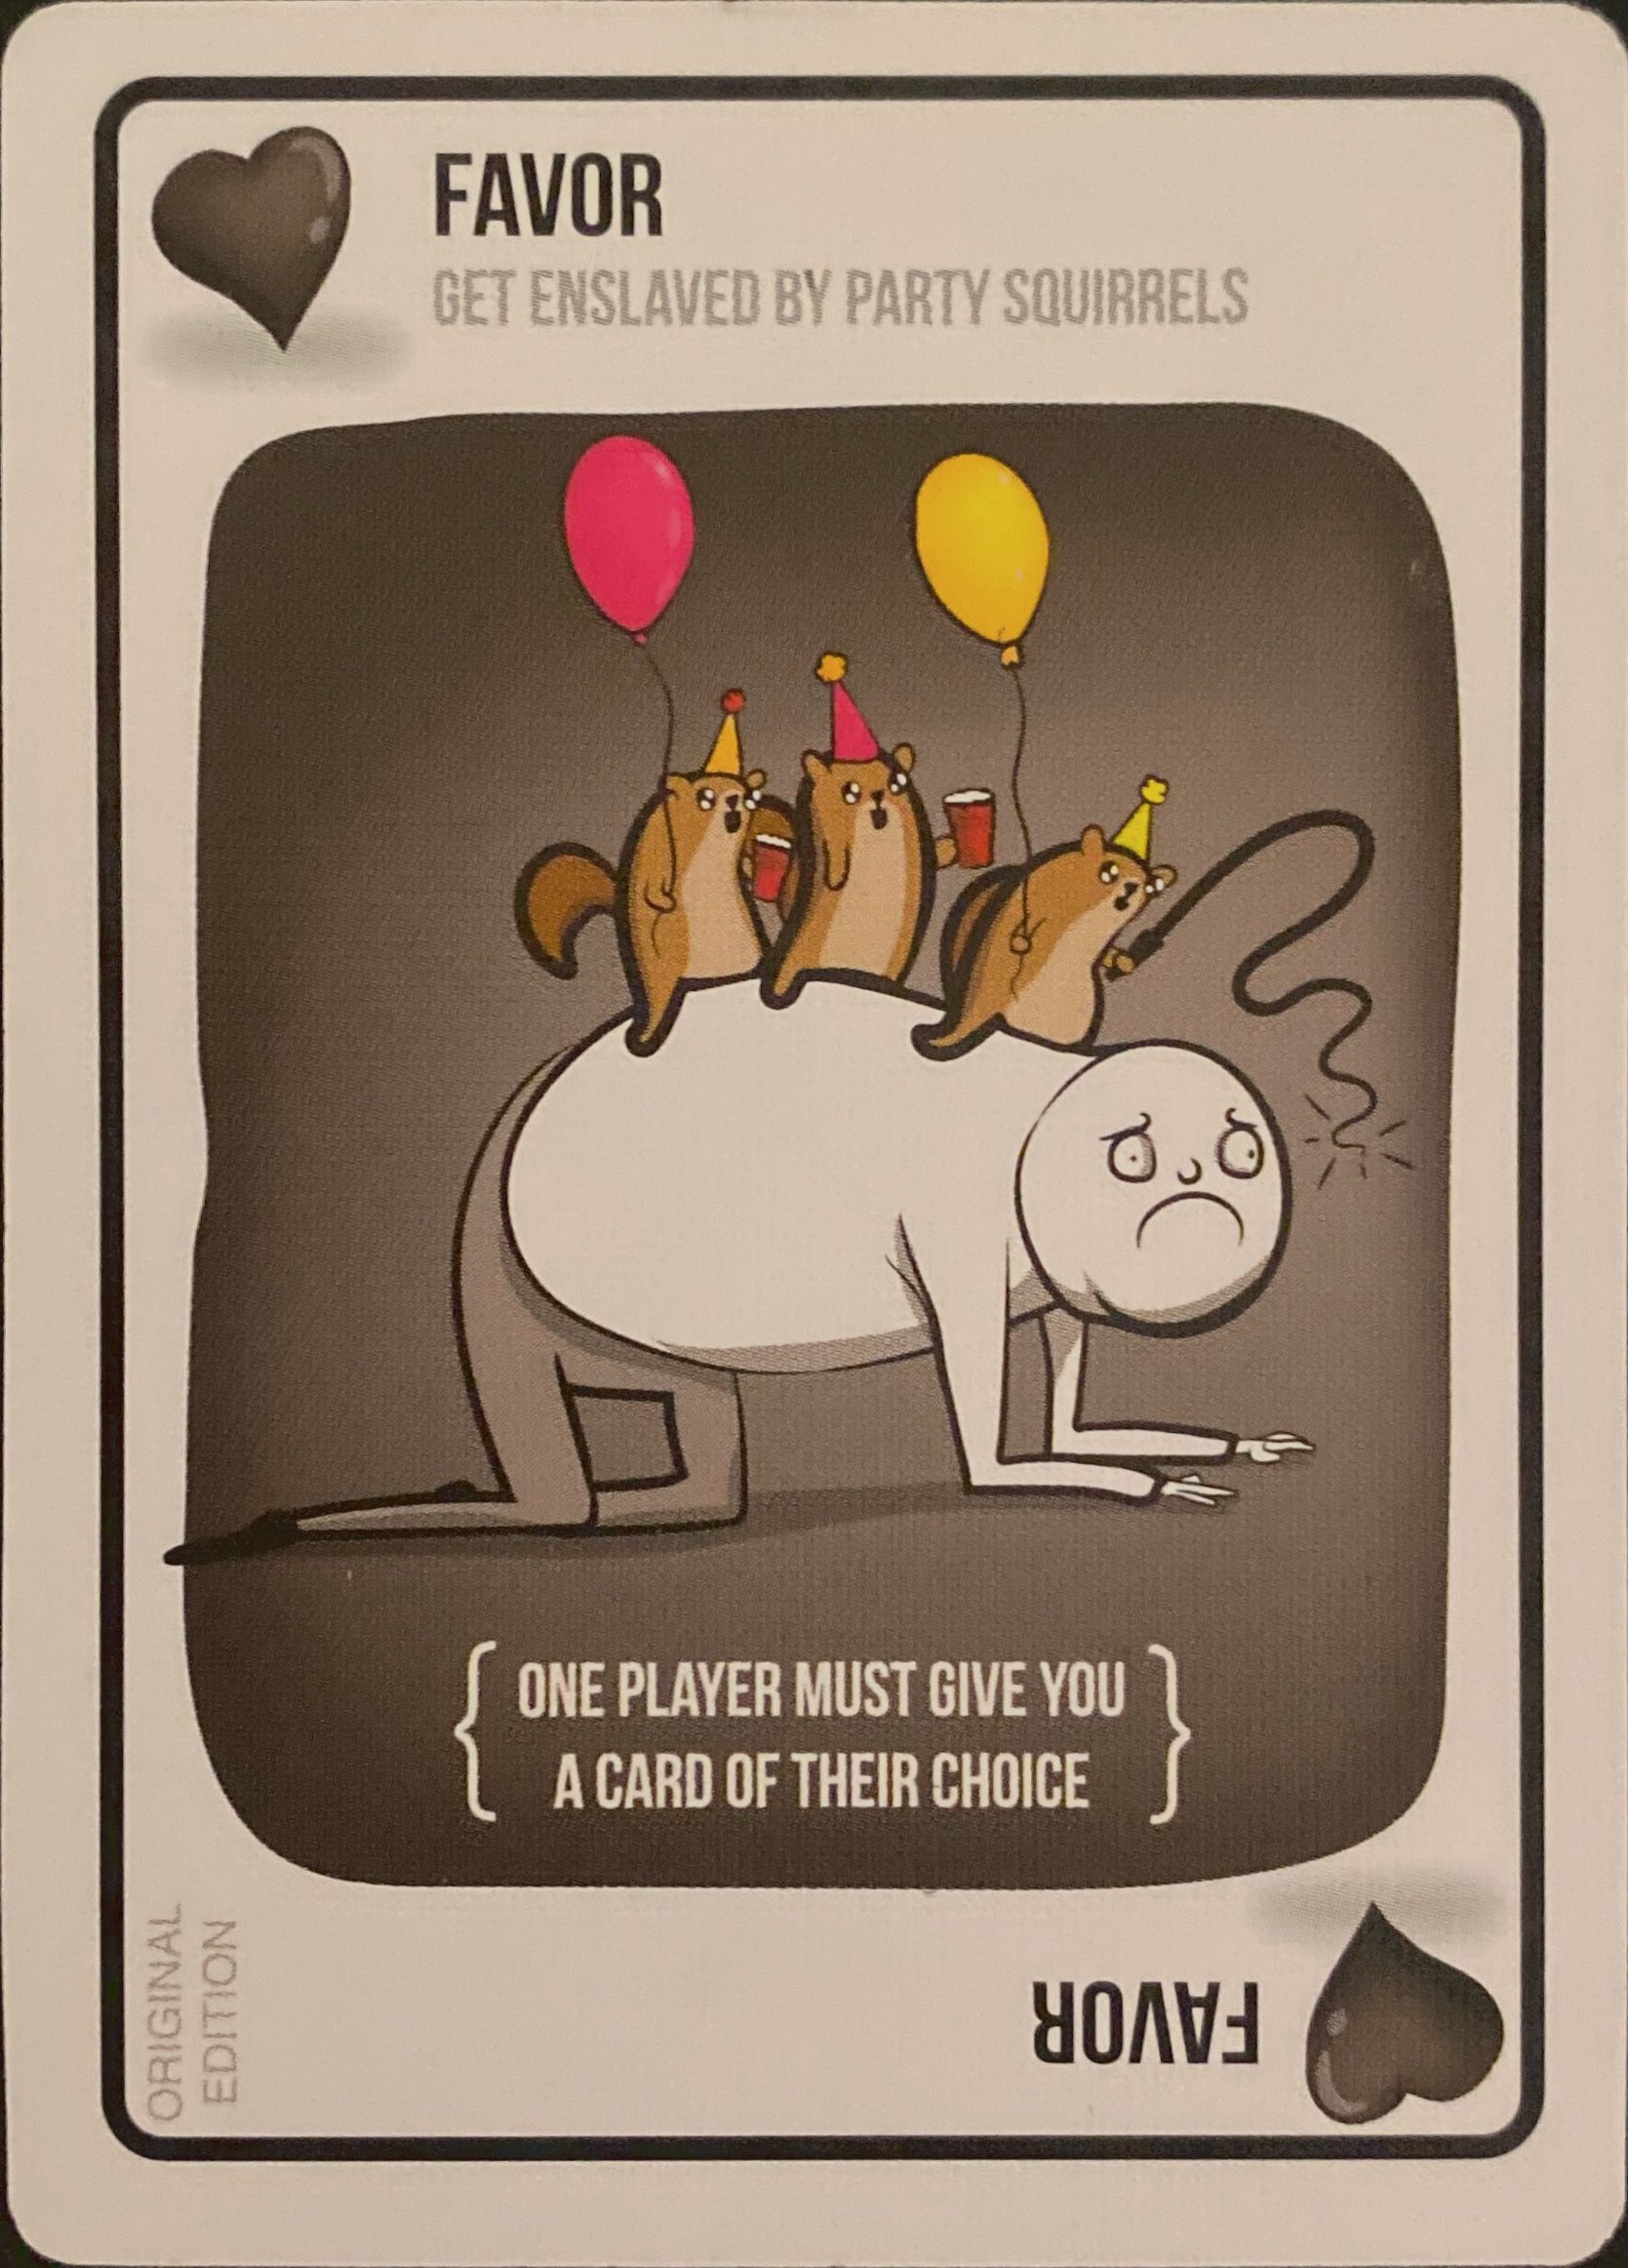 FAVOR
GET ENSLAVED BY PARTY SQUIRRELS
ONE PLAYER MUST GIVE YOU
A CARD OF THEIR CHOICE
ORIGINAL
EDITION
FAVOR